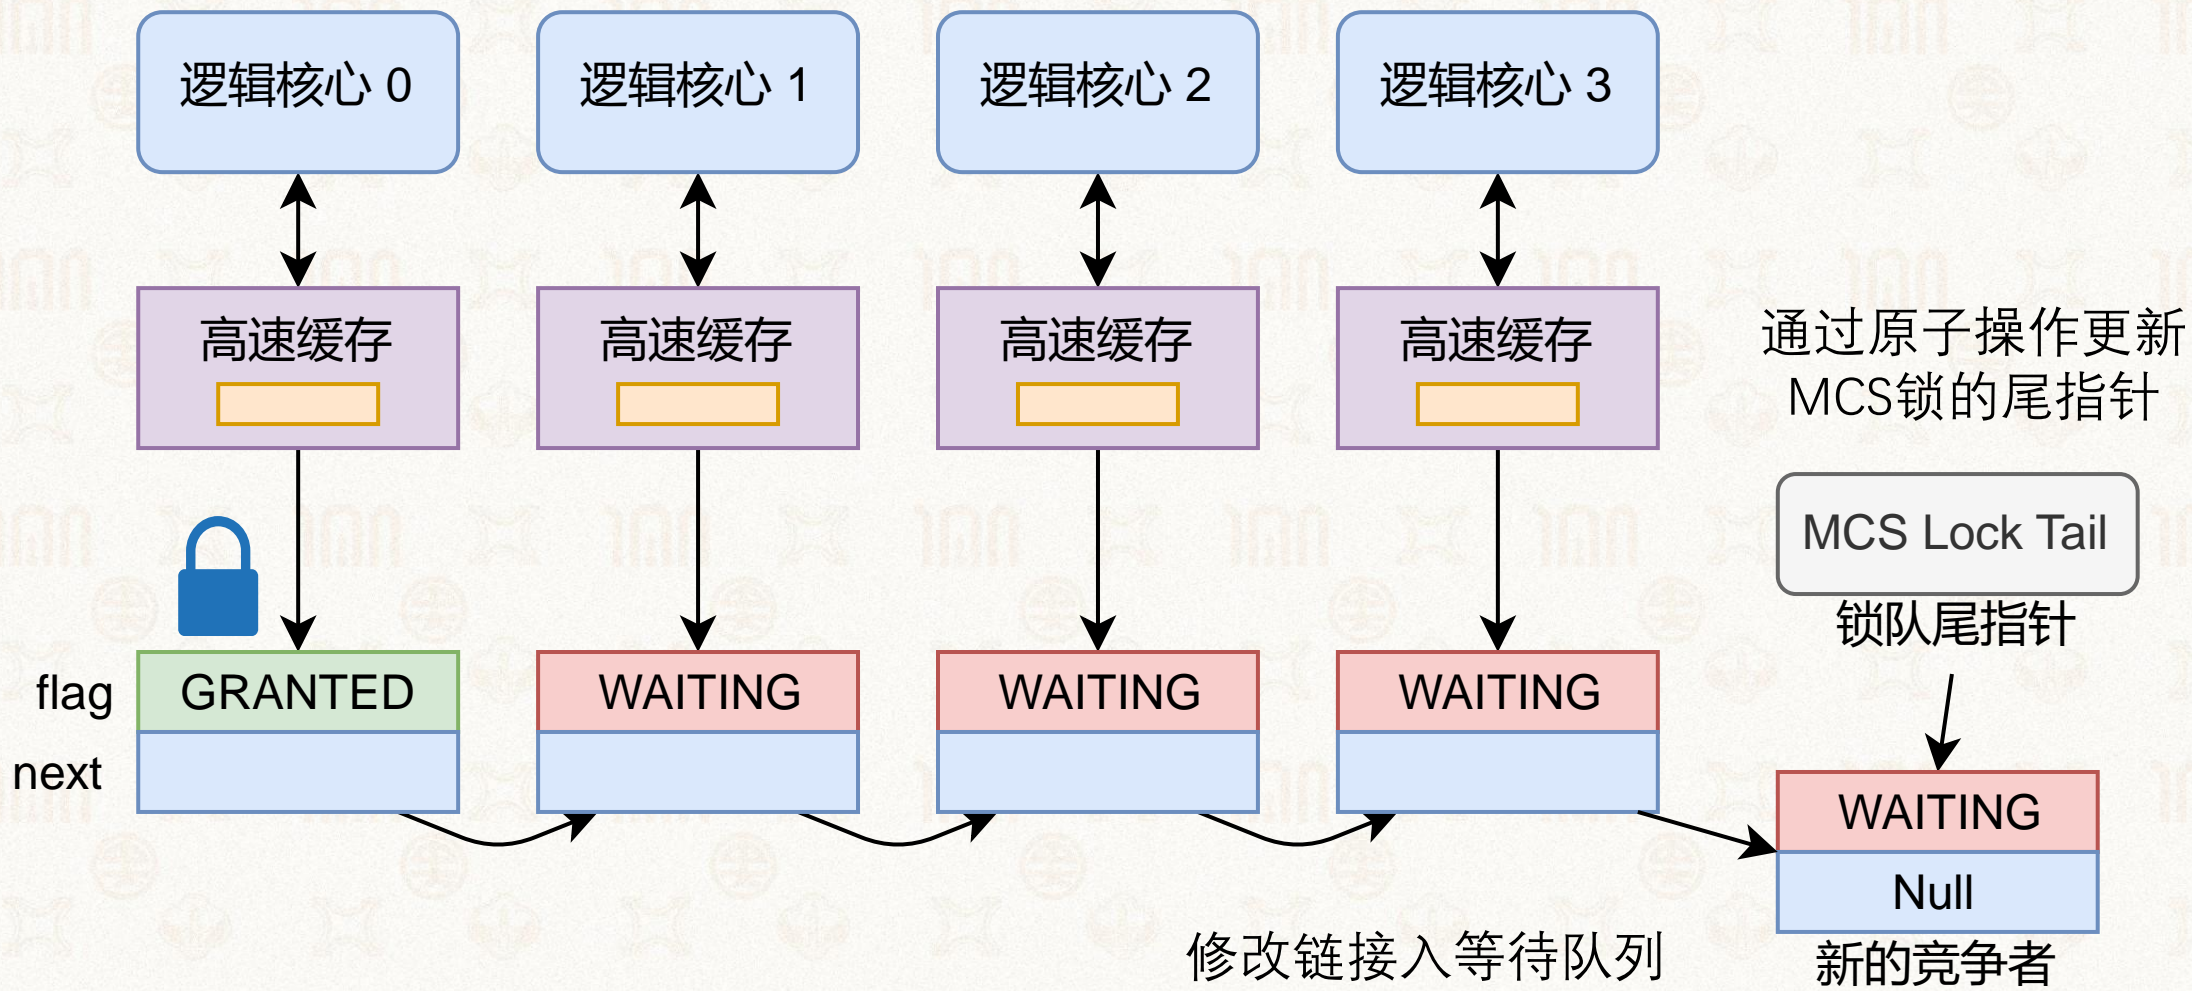 逻辑核心 0
逻辑核心 1
逻辑核心 2
逻辑核心 3
高速缓存
高速缓存
高速缓存
高速缓存
通过原子操作更新
MCS锁的尾指针
MCS Lock Tail
锁队尾指针
flag
GRANTED
WAITING
WAITING
WAITING
next
WAITING
Null
新的竞争者
修改链接入等待队列